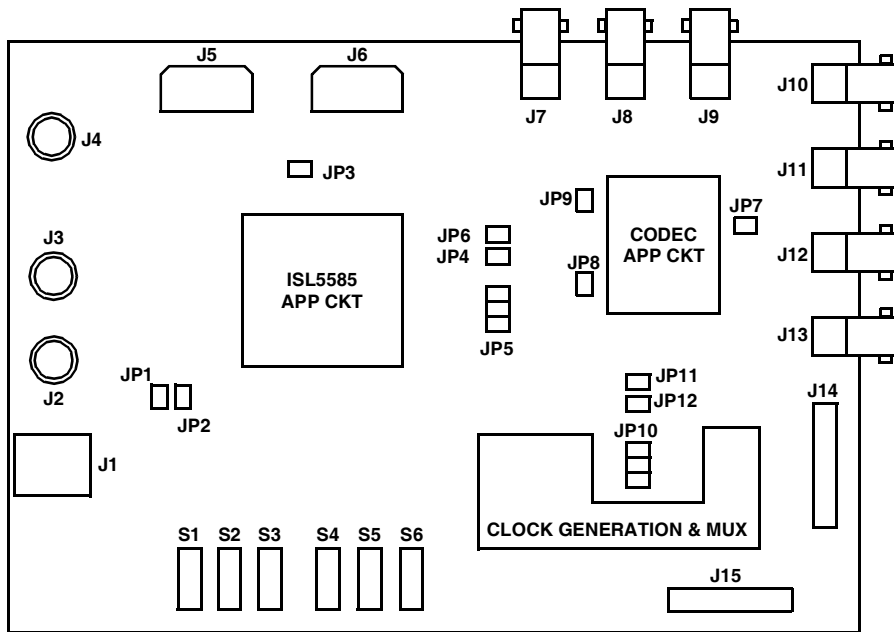 J5
J6
J7
J8
J9
J10
J4
JP3
J11
JP9
JP7
J3
JP6
CODEC
APP CKT
JP4
J12
ISL5585
APP CKT
JP8
J13
JP5
JP1
J2
JP2
JP11
JP12
J14
JP10
J1
S1
S2
S3
S4
S5
S6
CLOCK GENERATION & MUX
J15